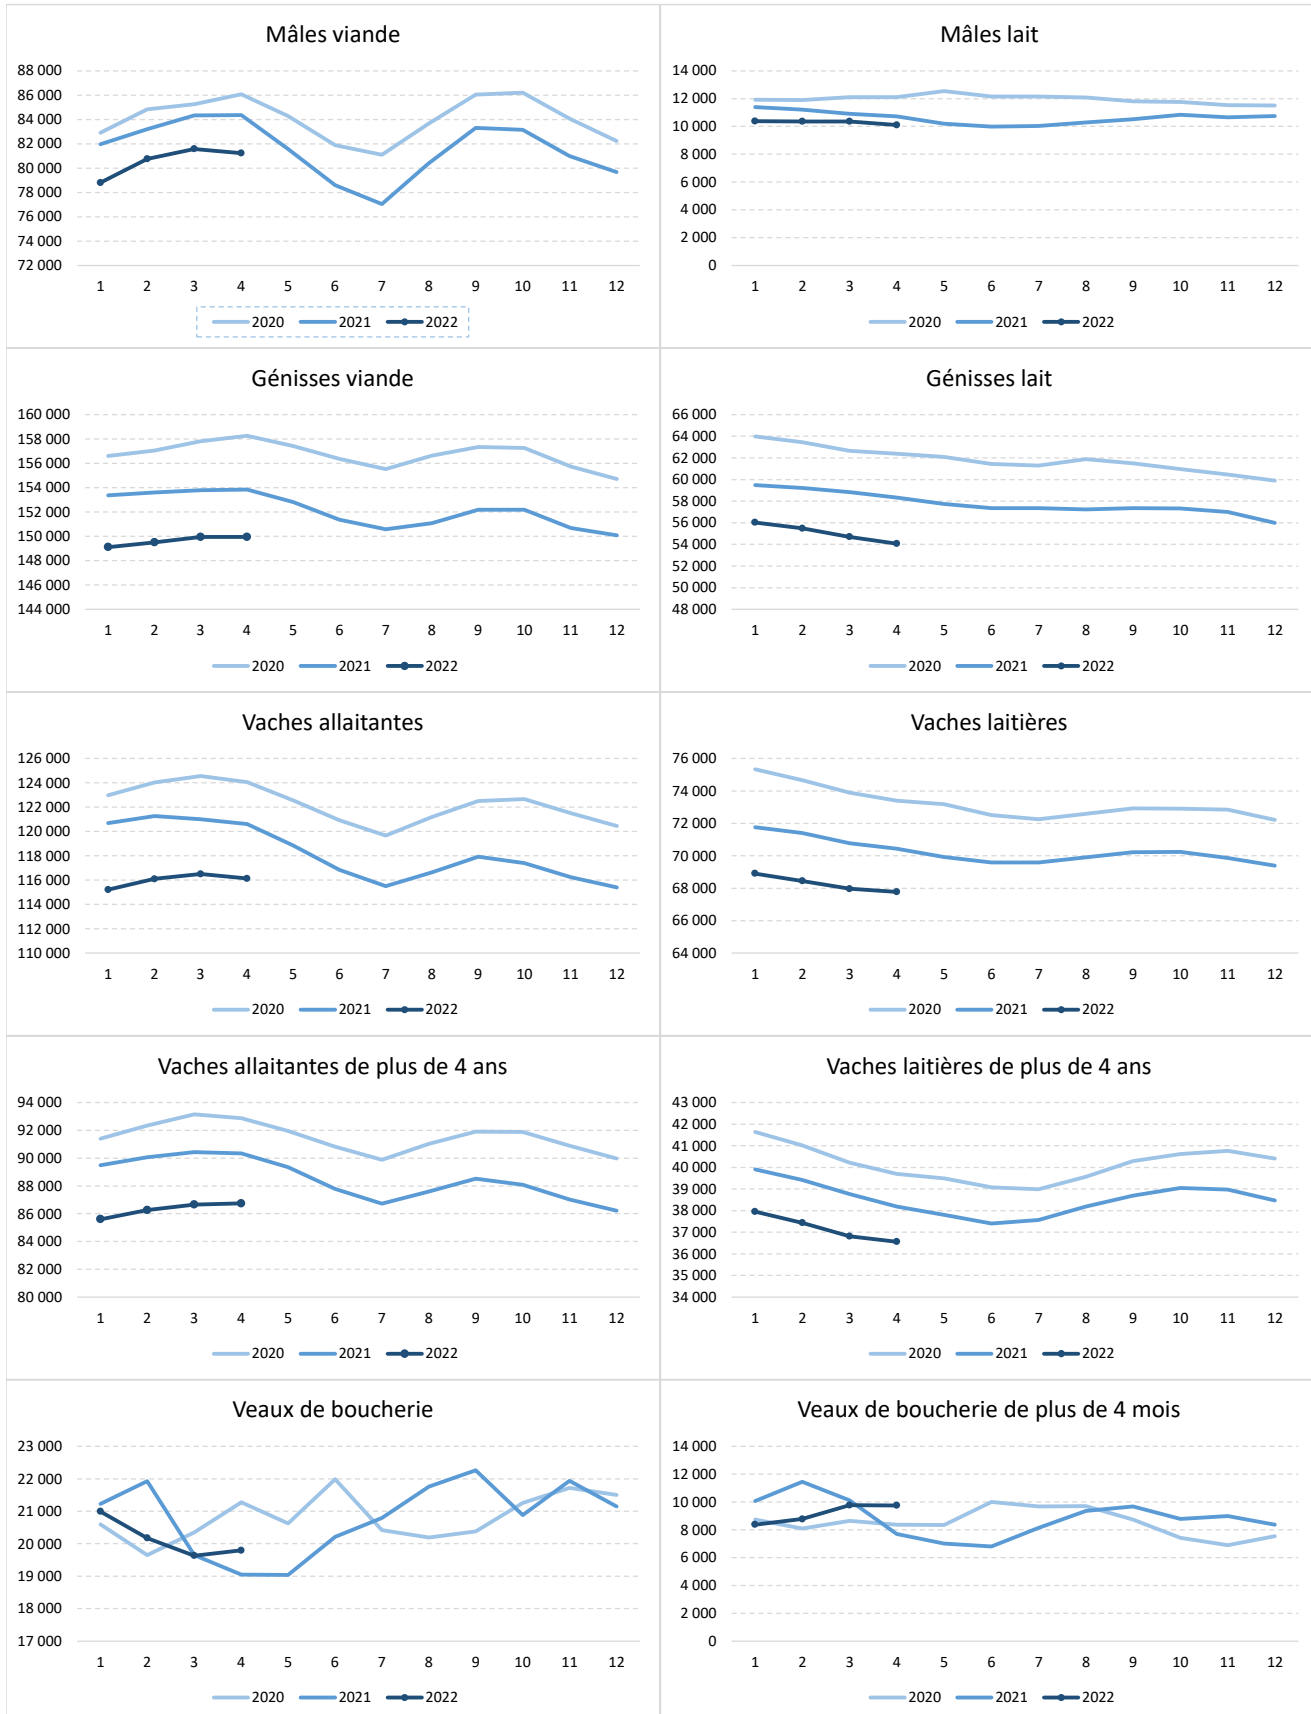 Mâles viande
88 000
86 000
84 000
82 000
80 000
78 000
76 000
74 000
72 000
1 2 3 4 5 6 7 8 9 10 11 12
2020 2021 2022
Mâles lait
14 000
12 000
10 000
8 000
6 000
4 000
2 000
0
1 2 3 4 5 6 7 8 9 10 11 12
2020 2021 2022
Génisses viande
160 000
158 000
156 000
154 000
152 000
150 000
148 000
146 000
144 000
1 2 3 4 5 6 7 8 9 10 11 12
2020 2021 2022
Génisses lait
66 000
64 000
62 000
60 000
58 000
56 000
54 000
52 000
50 000
48 000
1 2 3 4 5 6 7 8 9 10 11 12
2020 2021 2022
Vaches allaitantes
126 000
124 000
122 000
120 000
118 000
116 000
114 000
112 000
110 000
1 2 3 4 5 6 7 8 9 10 11 12
2020 2021 2022
Vaches laitières
76 000
74 000
72 000
70 000
68 000
66 000
64 000
1 2 3 4 5 6 7 8 9 10 11 12
2020 2021 2022
Vaches allaitantes de plus de 4 ans
94 000
92 000
90 000
88 000
86 000
84 000
82 000
80 000
1 2 3 4 5 6 7 8 9 10 11 12
2020 2021 2022
Vaches laitières de plus de 4 ans
43 000
42 000
41 000
40 000
39 000
38 000
37 000
36 000
35 000
34 000
1 2 3 4 5 6 7 8 9 10 11 12
2020 2021 2022
Veaux de boucherie
23 000
22 000
21 000
20 000
19 000
18 000
17 000
1 2 3 4 5 6 7 8 9 10 11 12
2020 2021 2022
Veaux de boucherie de plus de 4 mois
14 000
12 000
10 000
8 000
6 000
4 000
2 000
0
1 2 3 4 5 6 7 8 9 10 11 12
2020 2021 2022